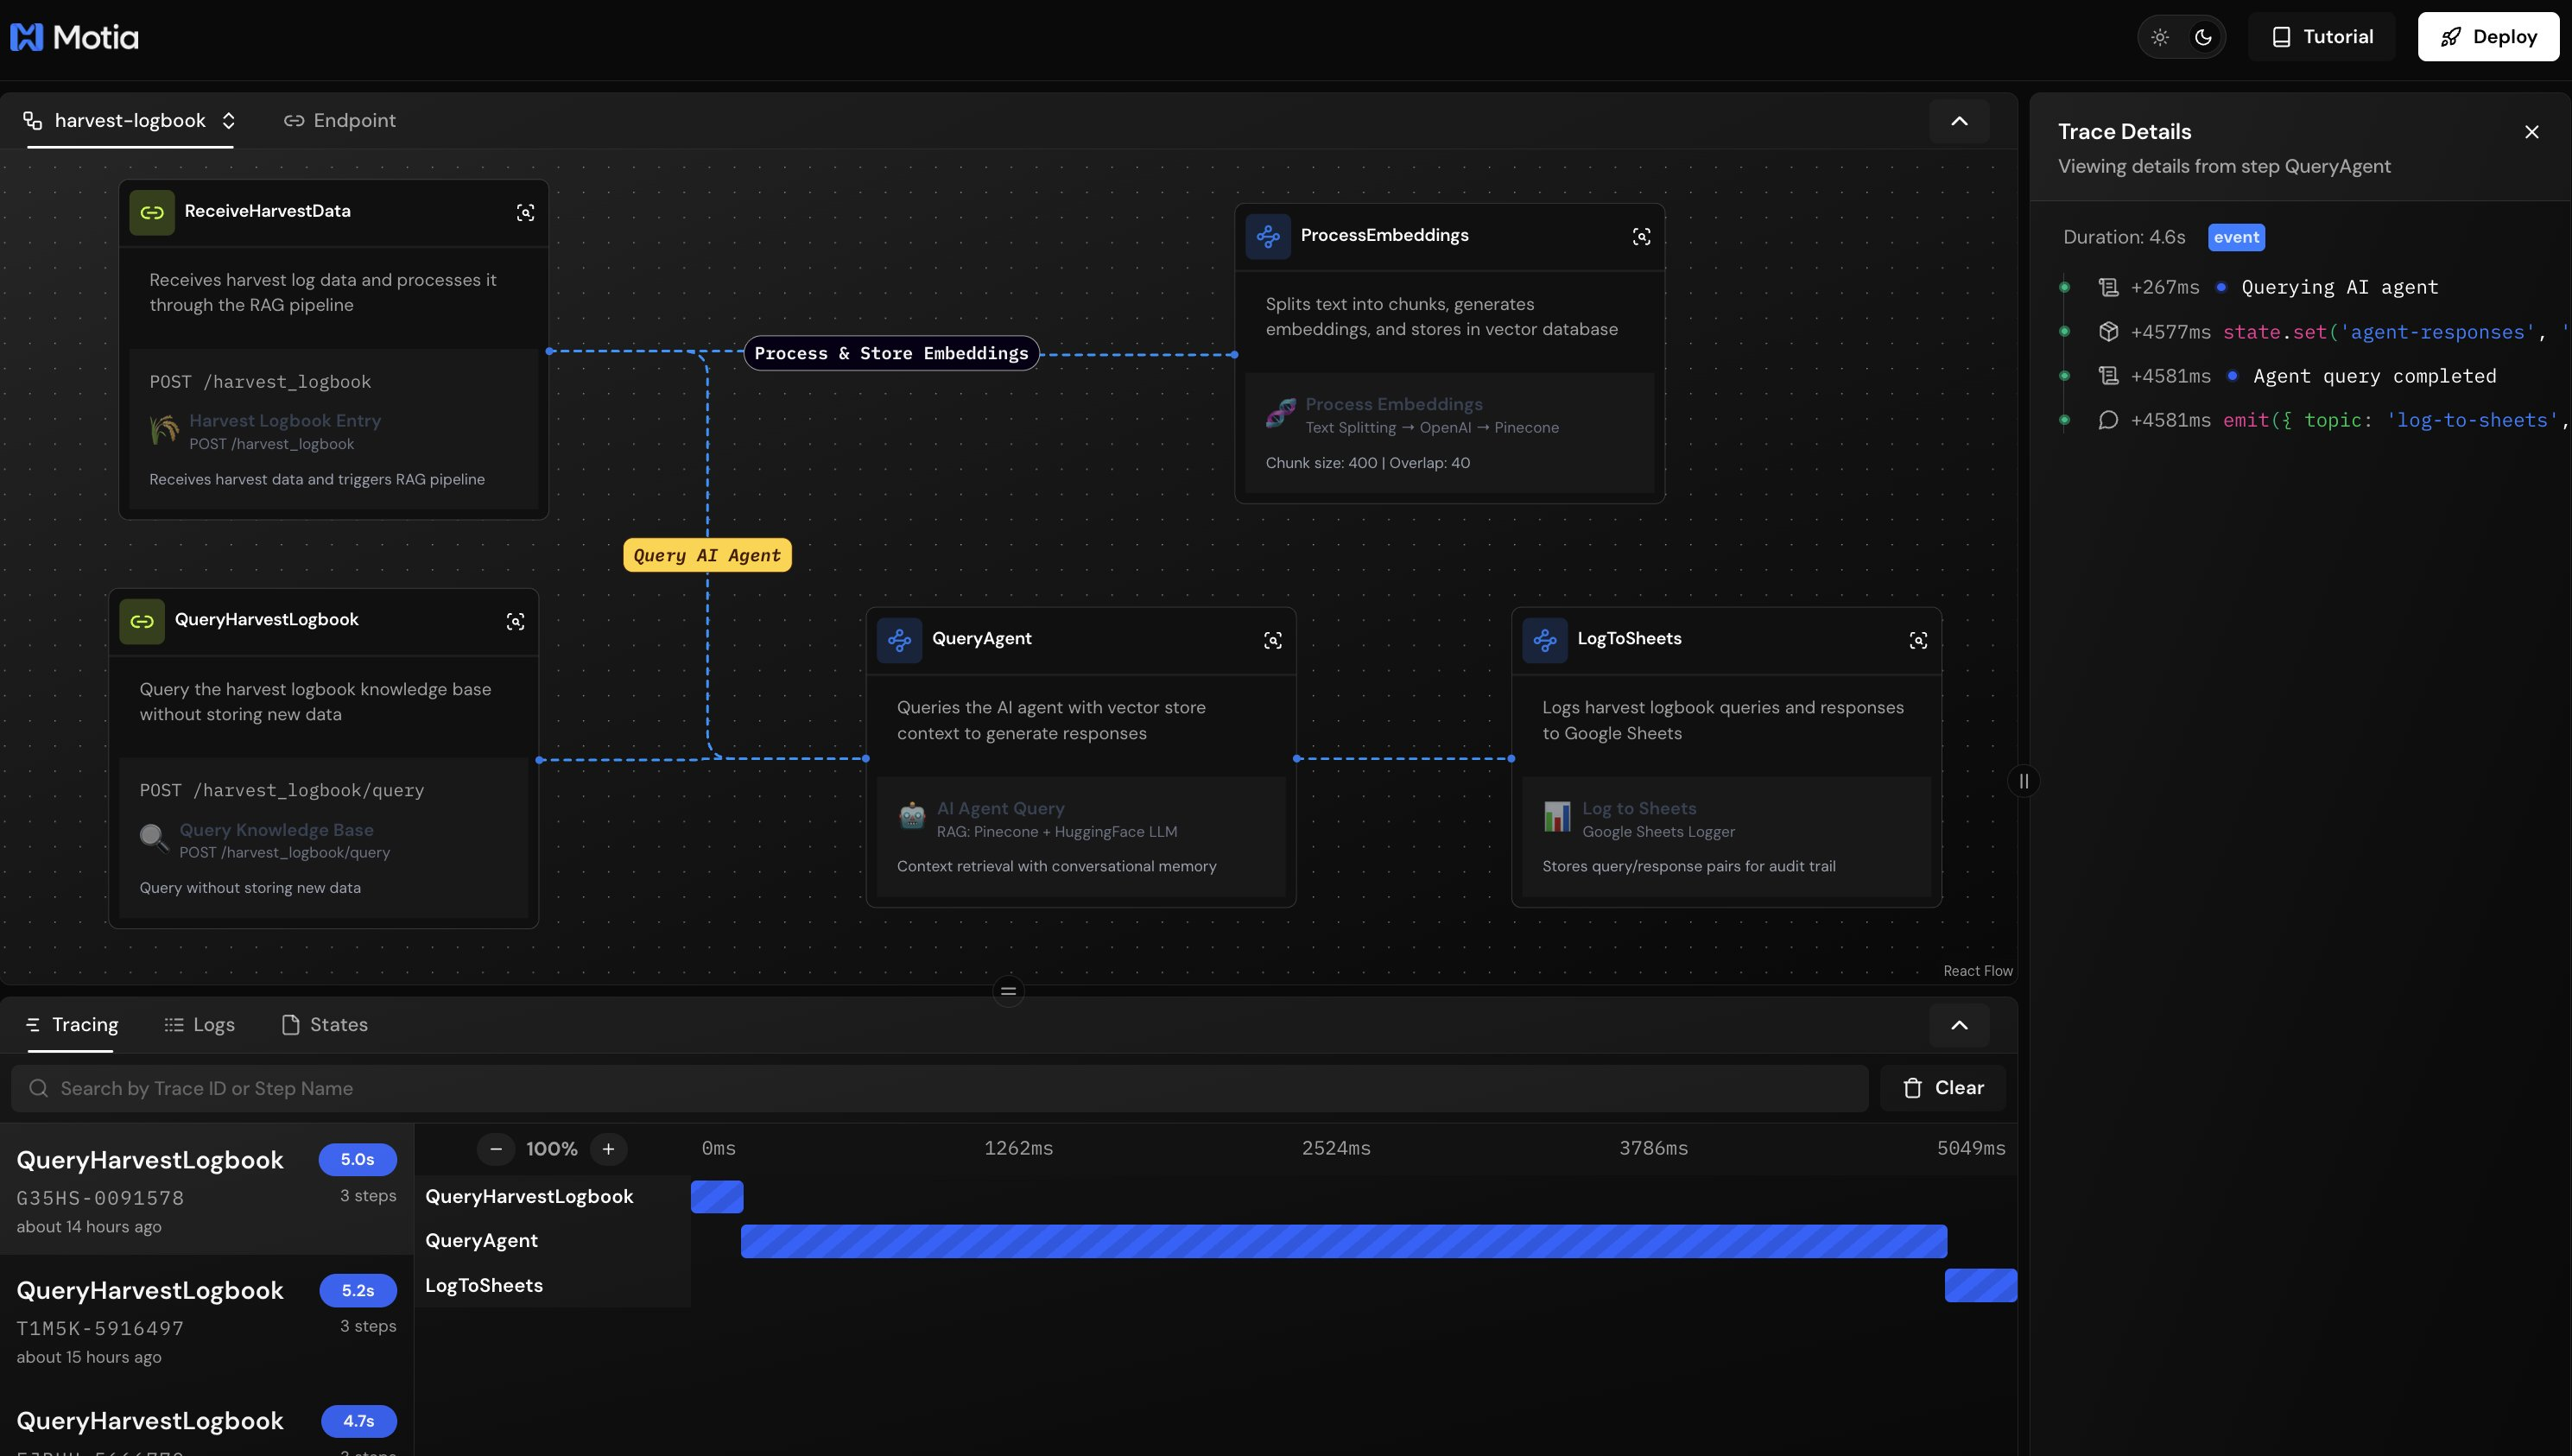 Motia
Tutorial
Deploy
harvest-logbook
Endpoint
ReceiveHarvestData
Receives harvest log data and processes it
through the RAG pipeline
POST /harvest_logbook
Harvest Logbook Entry
POST /harvest_logbook
Receives harvest data and triggers RAG pipeline
Process & Store Embeddings
ProcessEmbeddings
Splits text into chunks, generates
embeddings, and stores in vector database
Process Embeddings
Text Splitting → OpenAI → Pinecone
Chunk size: 400 | Overlap: 40
Query AI Agent
QueryHarvestLogbook
Query the harvest logbook knowledge base
without storing new data
POST /harvest_logbook/query
Query Knowledge Base
POST /harvest_logbook/query
Query without storing new data
QueryAgent
Queries the AI agent with vector store
context to generate responses
AI Agent Query
RAG: Pinecone + HuggingFace LLM
Context retrieval with conversational memory
LogToSheets
Logs harvest logbook queries and responses
to Google Sheets
Log to Sheets
Google Sheets Logger
Stores query/response pairs for audit trail
React Flow
Tracing
Logs
States
Search by Trace ID or Step Name
Clear
QueryHarvestLogbook 5.0s
G35HS-0091578 3 steps
about 14 hours ago
QueryHarvestLogbook 5.2s
T1M5K-5916497 3 steps
about 15 hours ago
QueryHarvestLogbook 4.7s
3 steps
100%
0ms 1262ms 2524ms 3786ms 5049ms
QueryHarvestLogbook
QueryAgent
LogToSheets
Trace Details
Viewing details from step QueryAgent
Duration: 4.6s event
+267ms Querying AI agent
+4577ms state.set('agent-responses', '
+4581ms Agent query completed
+4581ms emit({ topic: 'log-to-sheets',